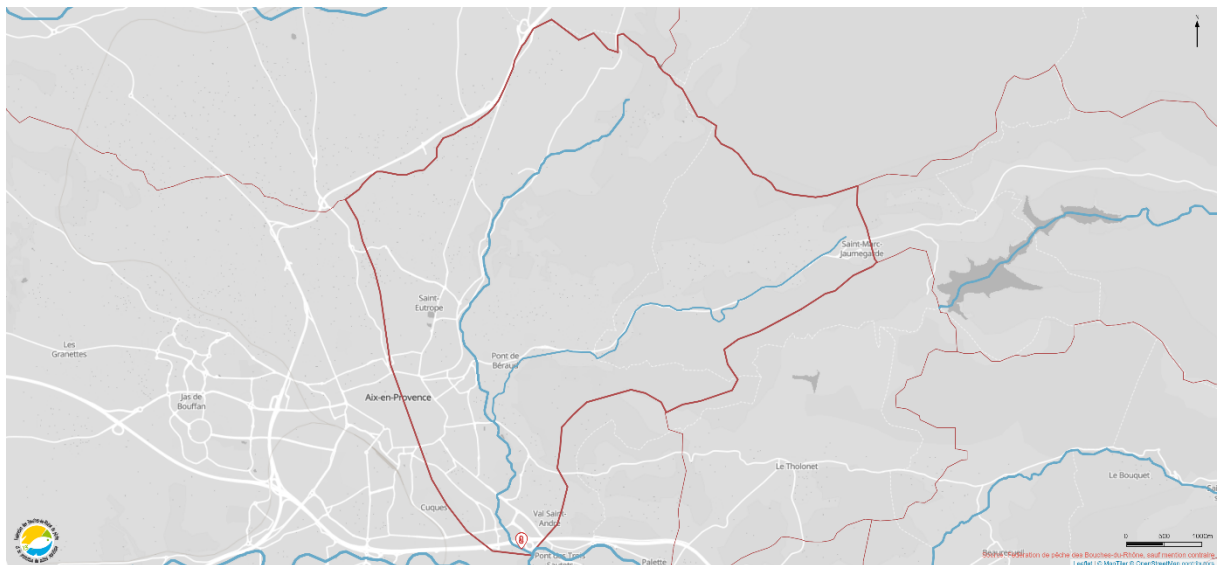 N
Saint-Marc-
Jaumegarde
Saint-
Eutrope
Les
Granettes
Pont de
Béraud
Jas de
Bouffan
Aix-en-Provence
Le Tholonet
Le Bouquet
Cuques
Val Saint-
André
Pont des Trois
Sautets
Palette
Beaurecueil
0 500 1000m
Fédération de pêche des Bouches-du-Rhône, sauf mention contraire
Leaflet | © MapTiler © OpenStreetMap contributors